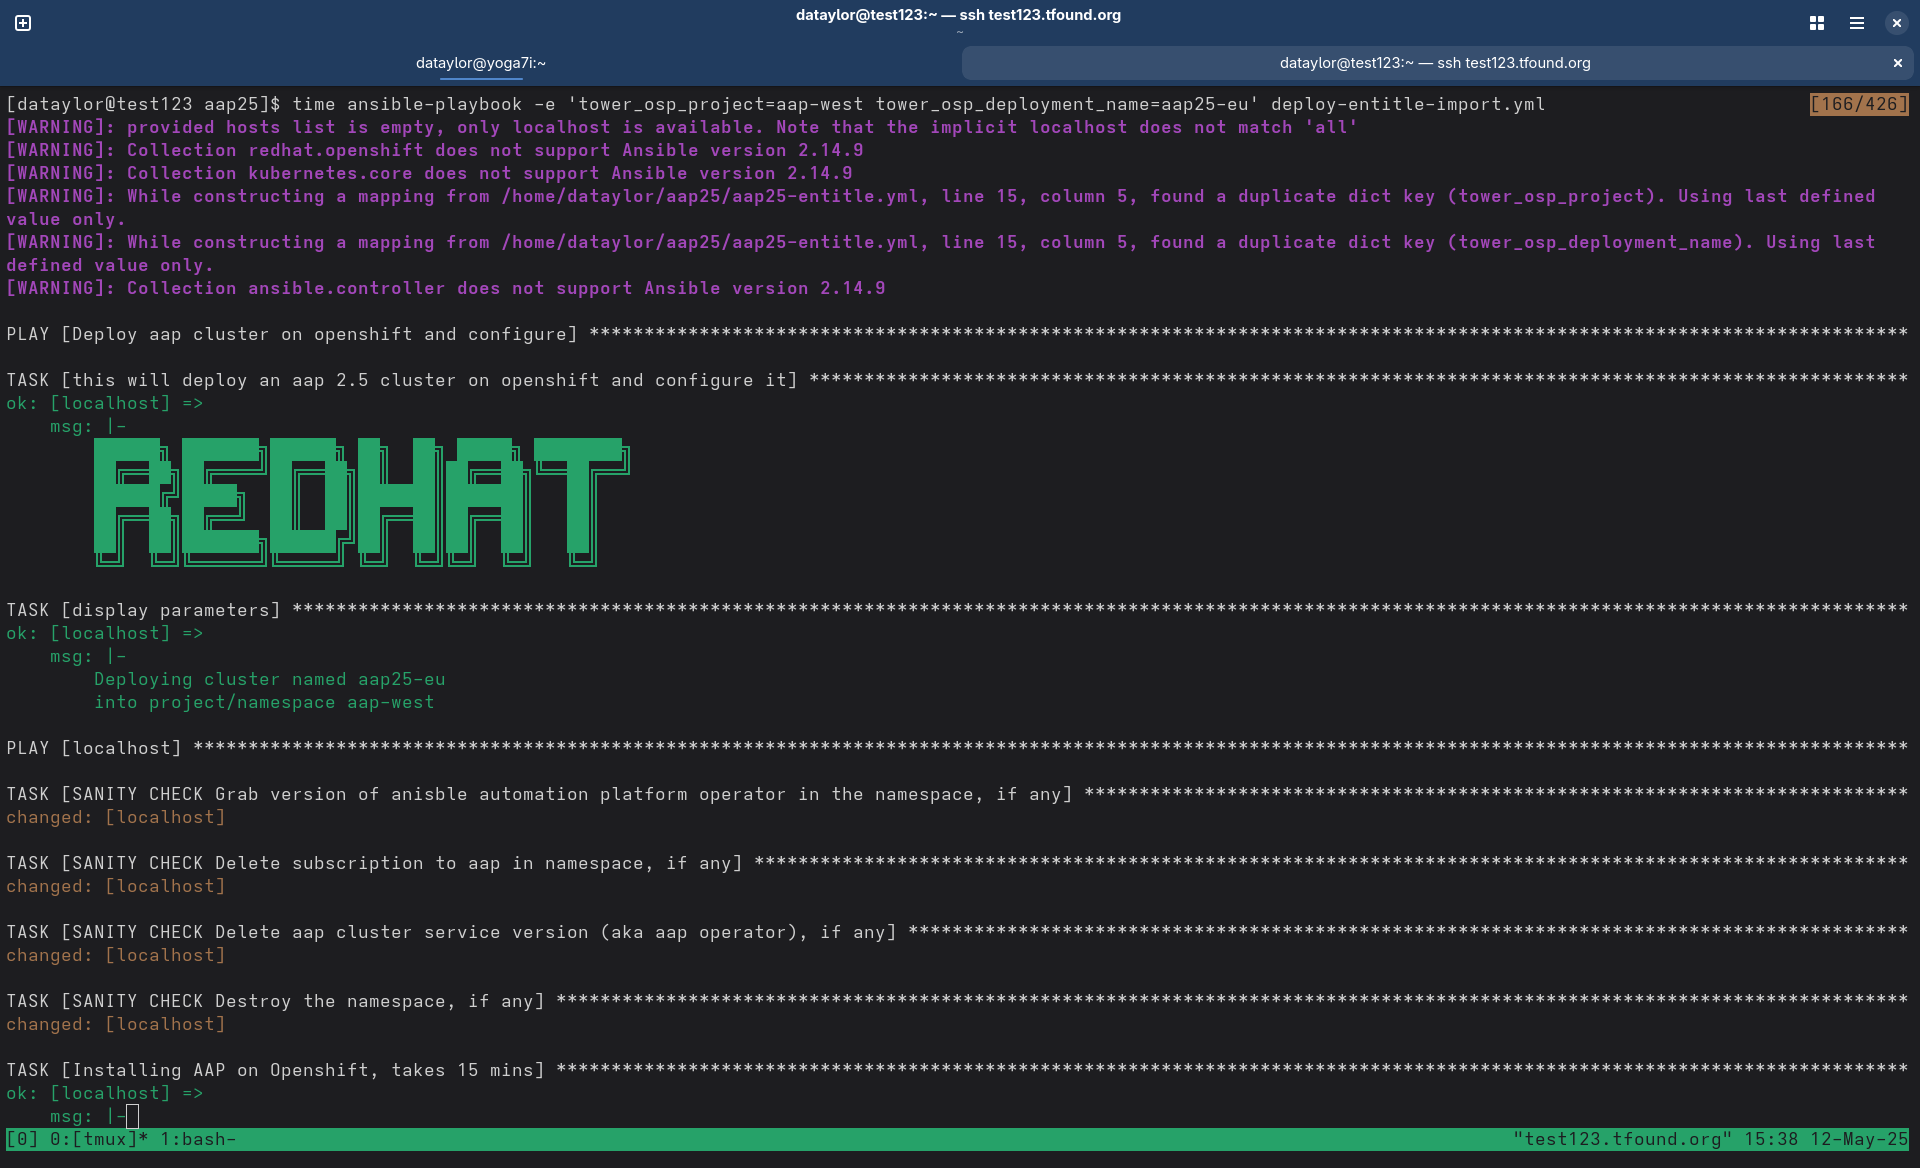 dataylor@test123:~ — ssh test123.tfound.org
~
dataylor@yoga7i:~
dataylor@test123:~ — ssh test123.tfound.org
[dataylor@test123 aap25]$ time ansible-playbook -e 'tower_osp_project=aap-west tower_osp_deployment_name=aap25-eu' deploy-entitle-import.yml [166/426]
[WARNING]: provided hosts list is empty, only localhost is available. Note that the implicit localhost does not match 'all'
[WARNING]: Collection redhat.openshift does not support Ansible version 2.14.9
[WARNING]: Collection kubernetes.core does not support Ansible version 2.14.9
[WARNING]: While constructing a mapping from /home/dataylor/aap25/aap25-entitle.yml, line 15, column 5, found a duplicate dict key (tower_osp_project). Using last defined
value only.
[WARNING]: While constructing a mapping from /home/dataylor/aap25/aap25-entitle.yml, line 15, column 5, found a duplicate dict key (tower_osp_deployment_name). Using last
defined value only.
[WARNING]: Collection ansible.controller does not support Ansible version 2.14.9
PLAY [Deploy aap cluster on openshift and configure] ************************************************************************************************************************
TASK [this will deploy an aap 2.5 cluster on openshift and configure it] ****************************************************************************************************
ok: [localhost] =>
msg: |-
REDHAT
TASK [display parameters] ***************************************************************************************************************************************************
ok: [localhost] =>
msg: |-
Deploying cluster named aap25-eu
into project/namespace aap-west
PLAY [localhost] ************************************************************************************************************************************************************
TASK [SANITY CHECK Grab version of anisble automation platform operator in the namespace, if any] ***************************************************************************
changed: [localhost]
TASK [SANITY CHECK Delete subscription to aap in namespace, if any] *********************************************************************************************************
changed: [localhost]
TASK [SANITY CHECK Delete aap cluster service version (aka aap operator), if any] *******************************************************************************************
changed: [localhost]
TASK [SANITY CHECK Destroy the namespace, if any] ***************************************************************************************************************************
changed: [localhost]
TASK [Installing AAP on Openshift, takes 15 mins] ***************************************************************************************************************************
ok: [localhost] =>
msg: |-
[0] 0:[tmux]* 1:bash- "test123.tfound.org" 15:38 12-May-25